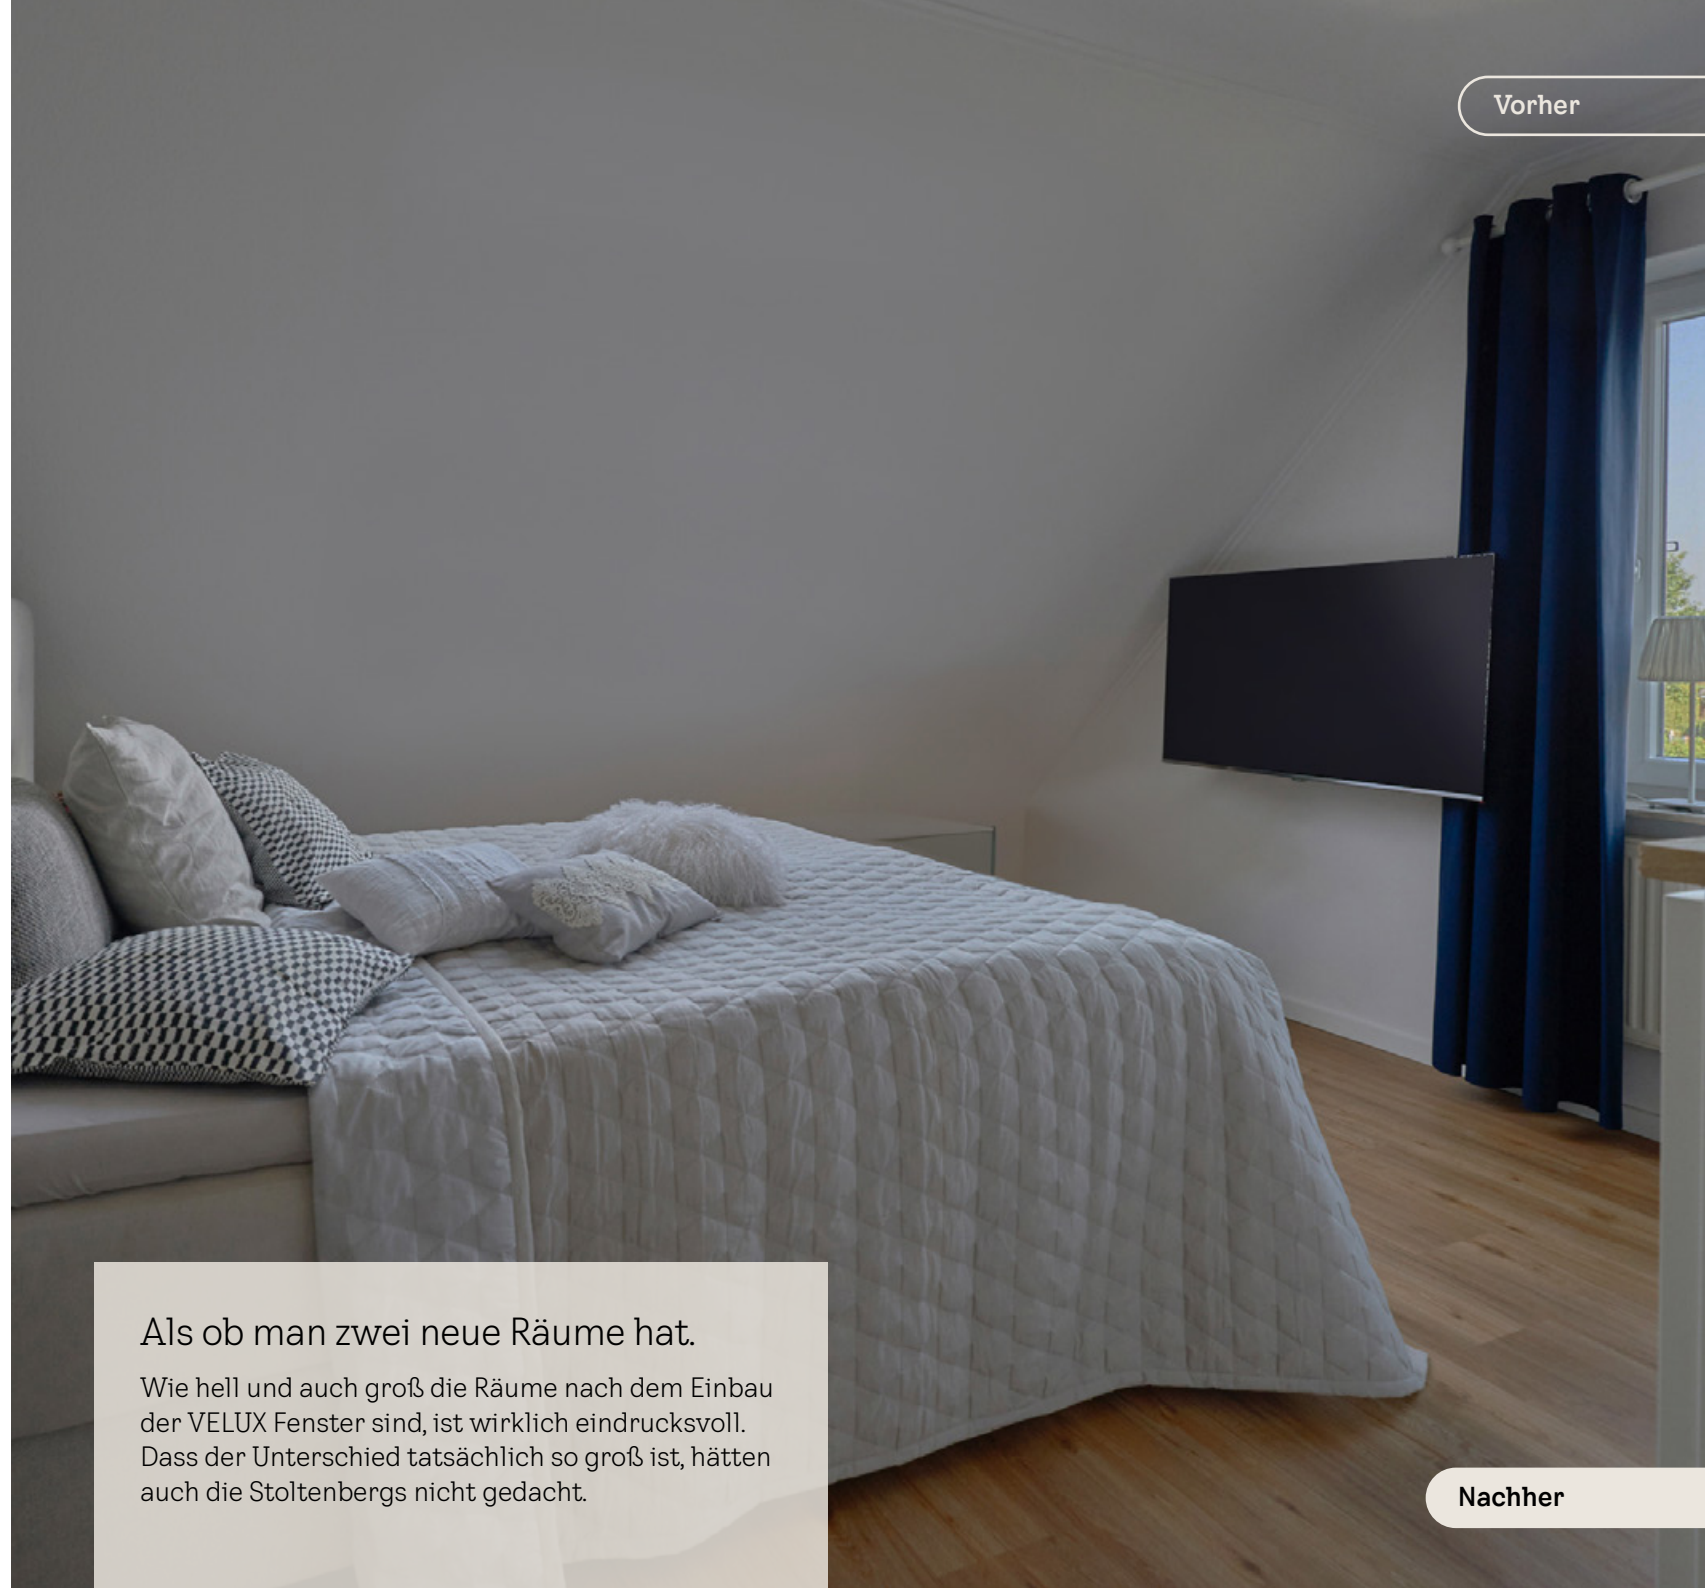 Vorher
Als ob man zwei neue Räume hat.
Wie hell und auch groß die Räume nach dem Einbau
der VELUX Fenster sind, ist wirklich eindrucksvoll.
Dass der Unterschied tatsächlich so groß ist, hätten
auch die Stoltenbergs nicht gedacht.
Nachher